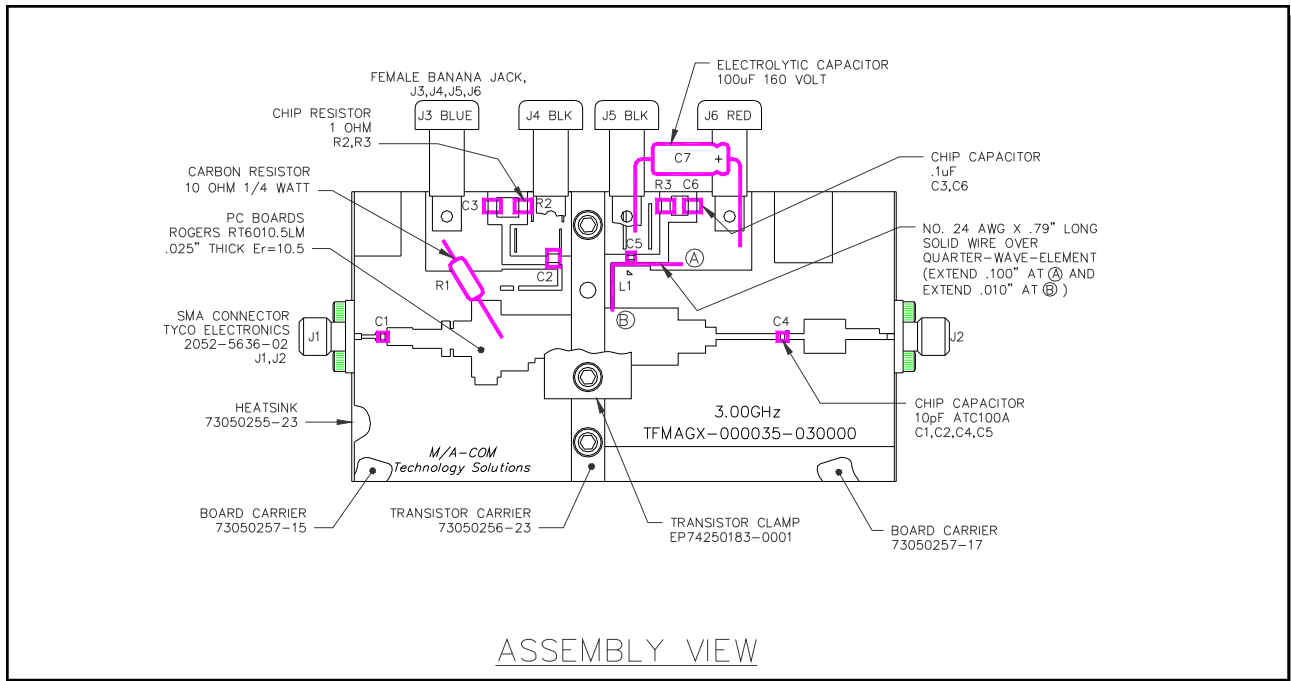 ELECTROLYTIC CAPACITOR
100uF 160 VOLT
FEMALE BANANA JACK,
J3,J4,J5,J6
CHIP RESISTOR
1 OHM
R2,R3
J3 BLUE
J4 BLK
J5 BLK
J6 RED
C7
+
CHIP CAPACITOR
.1uF
C3,C6
CARBON RESISTOR
10 OHM 1/4 WATT
C3
R2
R3
C6
PC BOARDS
ROGERS RT6010.5LM
.025" THICK Er=10.5
NO. 24 AWG X .79" LONG
SOLID WIRE OVER
QUARTER-WAVE-ELEMENT
(EXTEND .100" AT Ⓐ AND
EXTEND .010" AT Ⓑ )
C2
C5
A
R1
L1
B
SMA CONNECTOR
TYCO ELECTRONICS
2052-5636-02
J1,J2
J1
C1
C4
J2
HEATSINK
73050255-23
CHIP CAPACITOR
10pF ATC100A
C1,C2,C4,C5
3.00GHz
TFMAGX-000035-030000
M/A-COM
Technology Solutions
BOARD CARRIER
73050257-15
TRANSISTOR CARRIER
73050256-23
TRANSISTOR CLAMP
EP74250183-0001
BOARD CARRIER
73050257-17
ASSEMBLY VIEW